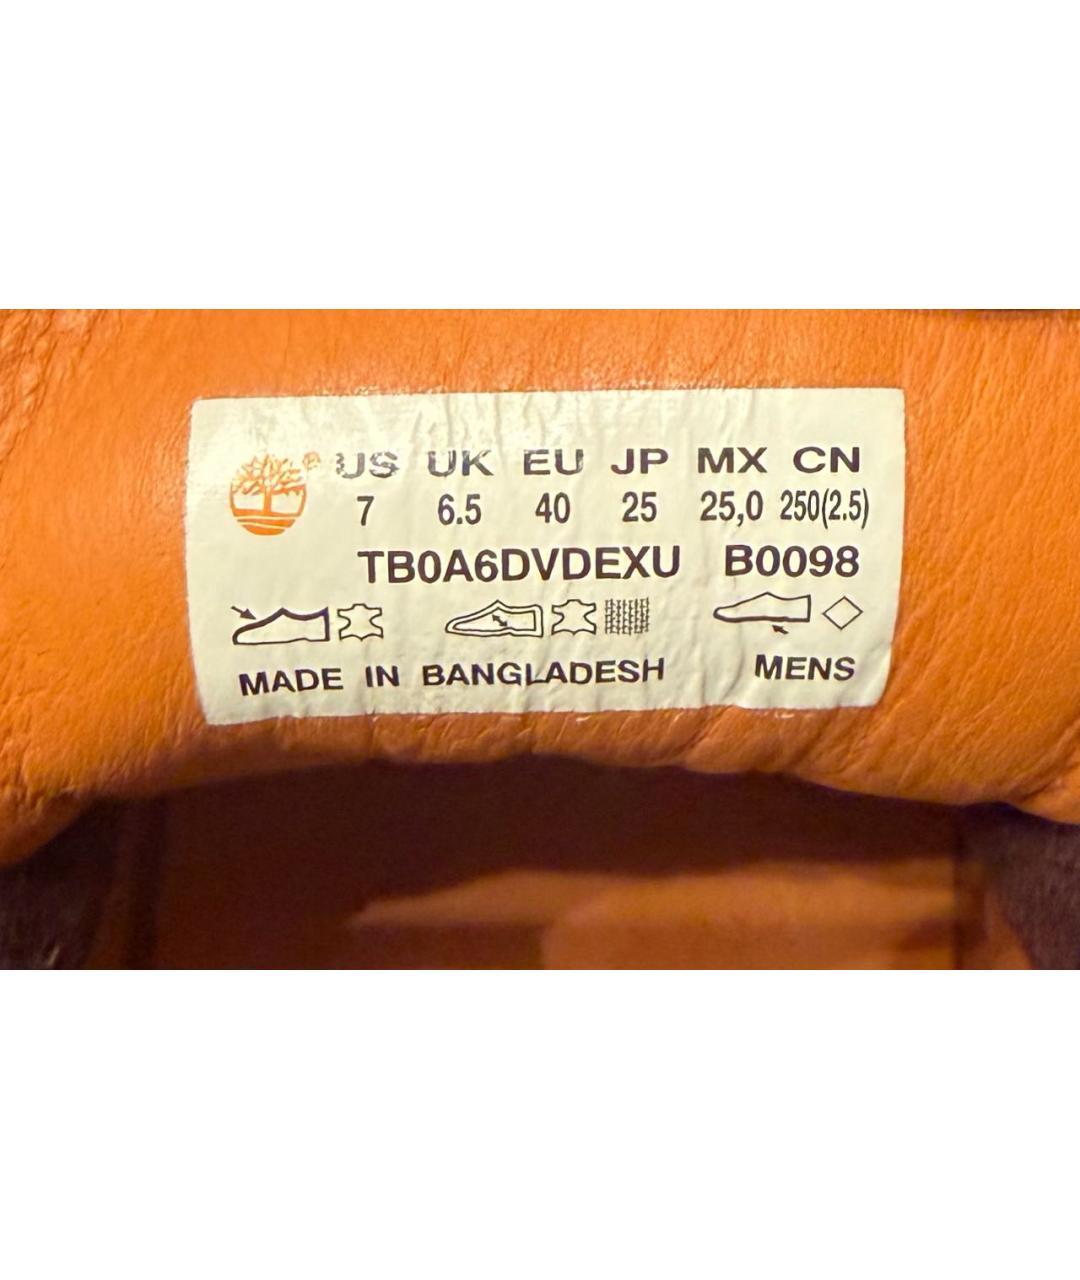 ® US UK EU JP MX CN
7 6.5 40 25 25,0 250(2.5)
TB0A6DVDEXU B0098
MADE IN BANGLADESH MENS